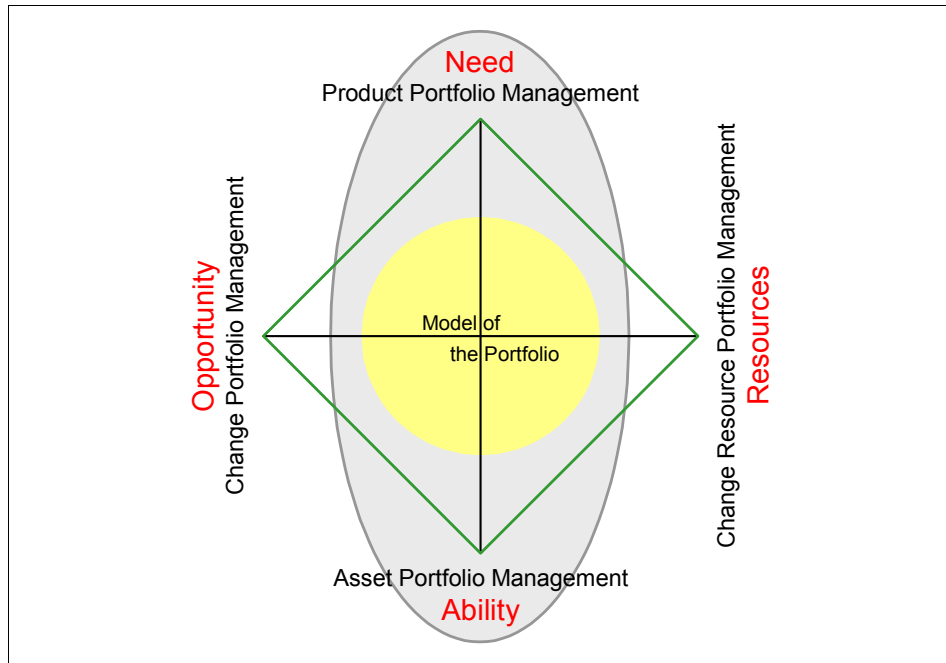 Need
Product Portfolio Management
Opportunity
Change Portfolio Management
Model of
the Portfolio
Change Resource Portfolio Management
Resources
Asset Portfolio Management
Ability